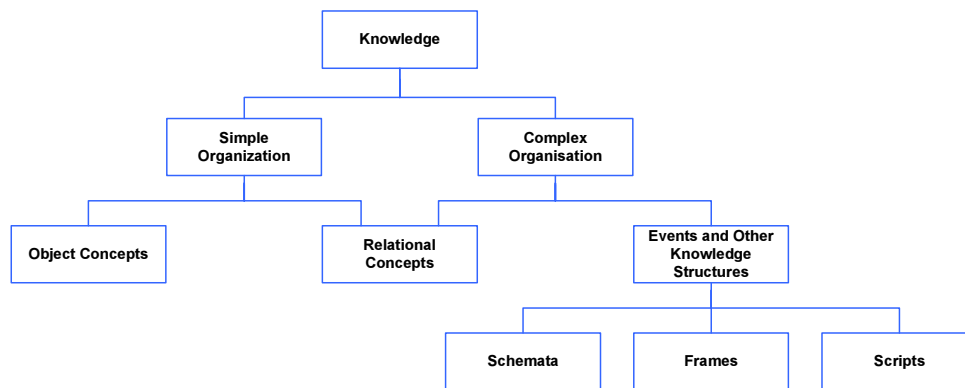 Knowledge
Simple
Organization
Complex
Organisation
Object Concepts
Relational
Concepts
Events and Other
Knowledge
Structures
Schemata
Frames
Scripts